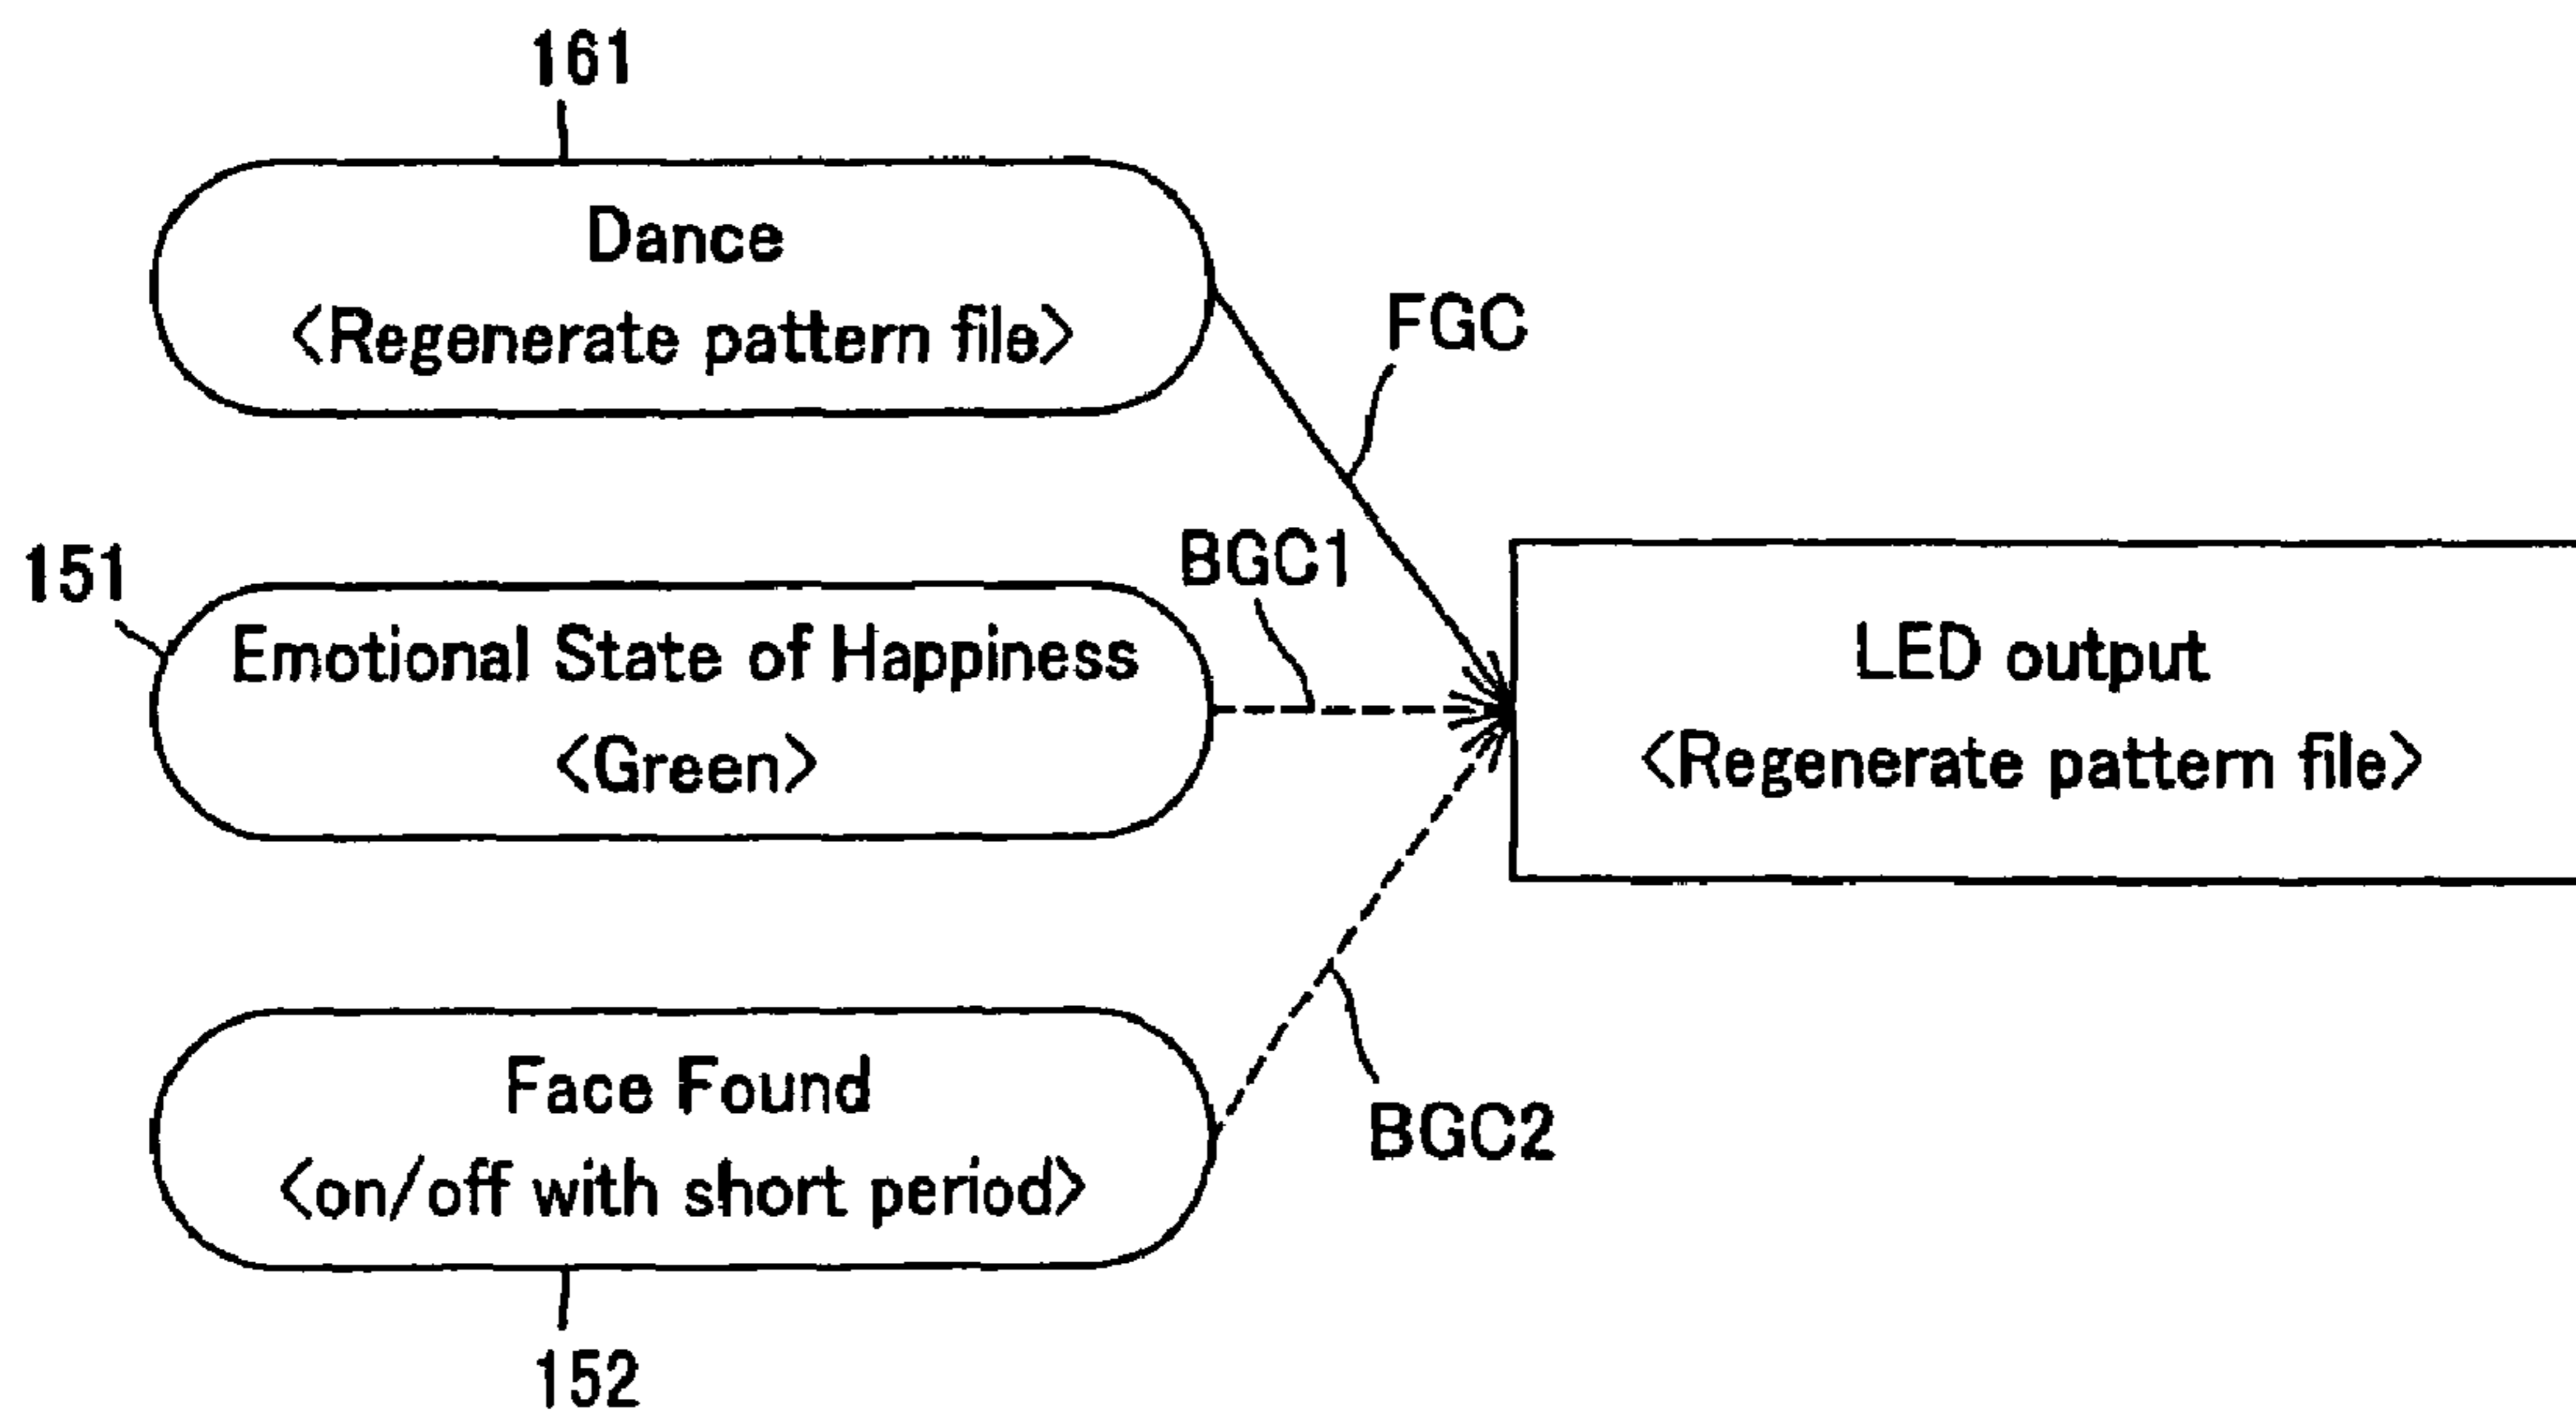 161
Dance
<Regenerate pattern file>
FGC
BGC1
151
Emotional State of Happiness
<Green>
LED output
<Regenerate pattern file>
Face Found
<on/off with short period>
BGC2
152